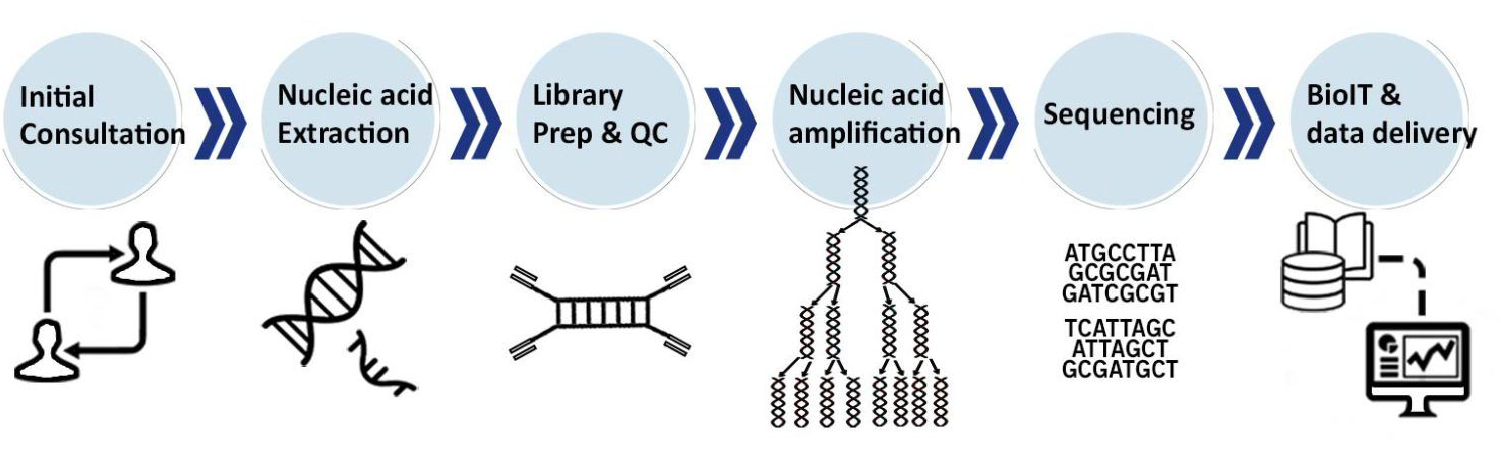 Initial
Consultation
Nucleic acid
Extraction
Library
Prep & QC
Nucleic acid
amplification
Sequencing
BioIT &
data delivery
ATGCCTTA
GCGCGAT
GATCGCGT
TCATTAGC
ATTAGCT
GCGATGCT